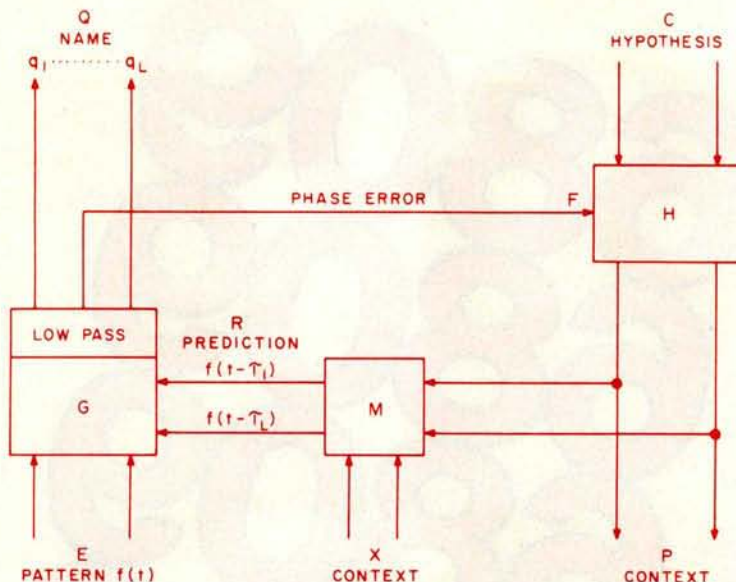 Q
NAME
q1 ........ qL
C
HYPOTHESIS
PHASE ERROR
F
H
LOW PASS
G
R
PREDICTION
f(t-τ1)
f(t-τL)
M
E
PATTERN f(t)
X
CONTEXT
P
CONTEXT